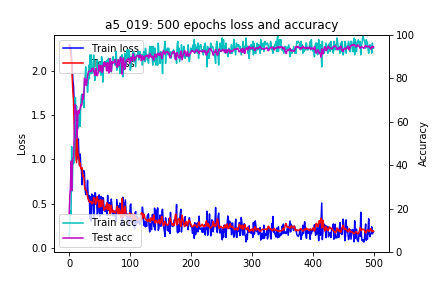 a5_019: 500 epochs loss and accuracy
Train loss
Test loss
Train acc
Test acc
Loss
Accuracy
2.0
1.5
1.0
0.5
0.0
100
80
60
40
20
0
0
100
200
300
400
500